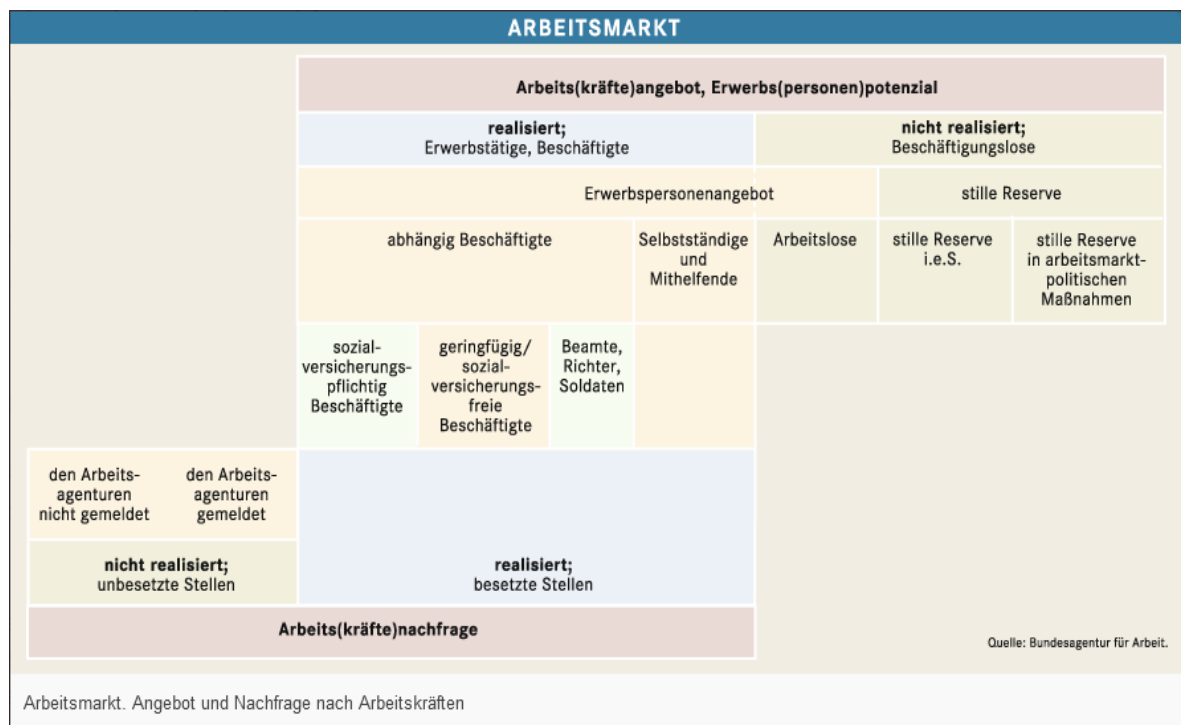 ARBEITSMARKT
Arbeits(kräfte)angebot, Erwerbs(personen)potenzial
realisiert;
Erwerbstätige, Beschäftigte
nicht realisiert;
Beschäftigungslose
Erwerbspersonenangebot
stille Reserve
abhängig Beschäftigte
Selbstständige
und
Mithelfende
Arbeitslose
stille Reserve
i.e.S.
stille Reserve
in arbeitsmarkt-
politischen
Maßnahmen
sozial-
versicherungs-
pflichtig
Beschäftigte
geringfügig/
sozial-
versicherungs-
freie
Beschäftigte
Beamte,
Richter,
Soldaten
den Arbeits-
agenturen
nicht gemeldet
den Arbeits-
agenturen
gemeldet
nicht realisiert;
unbesetzte Stellen
realisiert;
besetzte Stellen
Arbeits(kräfte)nachfrage
Quelle: Bundesagentur für Arbeit.
Arbeitsmarkt. Angebot und Nachfrage nach Arbeitskräften